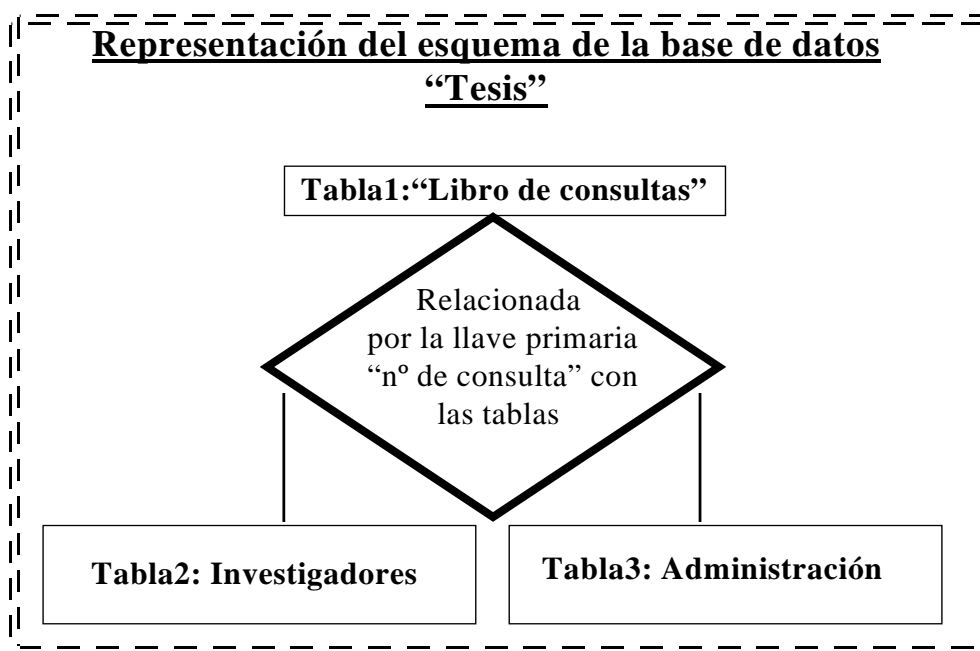 Representación del esquema de la base de datos
“Tesis”
Tabla1:“Libro de consultas”
Relacionada
por la llave primaria
“nº de consulta” con
las tablas
Tabla2: Investigadores
Tabla3: Administración